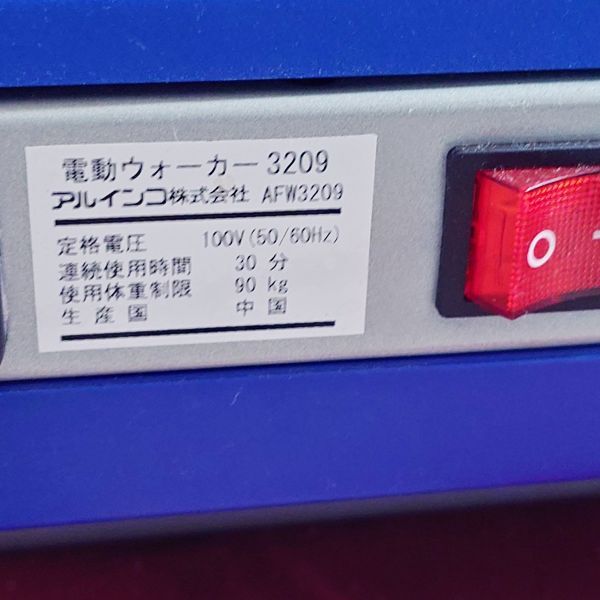 電動ウォーカー3209
アルインコ株式会社 AFW3209
定格電圧 100V(50/60Hz)
連続使用時間 30 分
使用体重制限 90 kg
生産国 中国